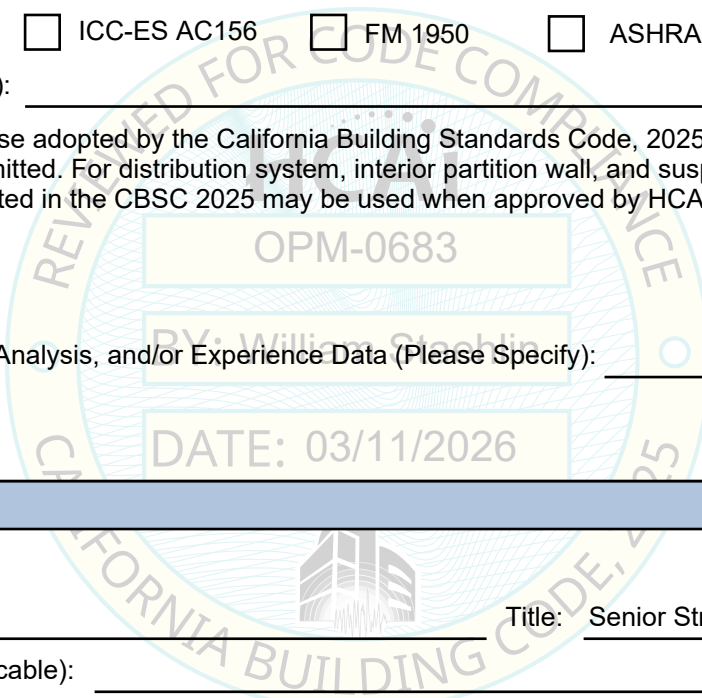 ICC-ES AC156 FM 1950 ASHRA
):
se adopted by the California Building Standards Code, 2025
itted. For distribution system, interior partition wall, and susp
ted in the CBSC 2025 may be used when approved by HCA
REVIEWED FOR CODE COMPLIANCE
HCAi
OPM-0683
BY: William Staehlin
Analysis, and/or Experience Data (Please Specify):
DATE: 03/11/2026
CALIFORNIA BUILDING CODE, 2025
Title: Senior Str
cable):